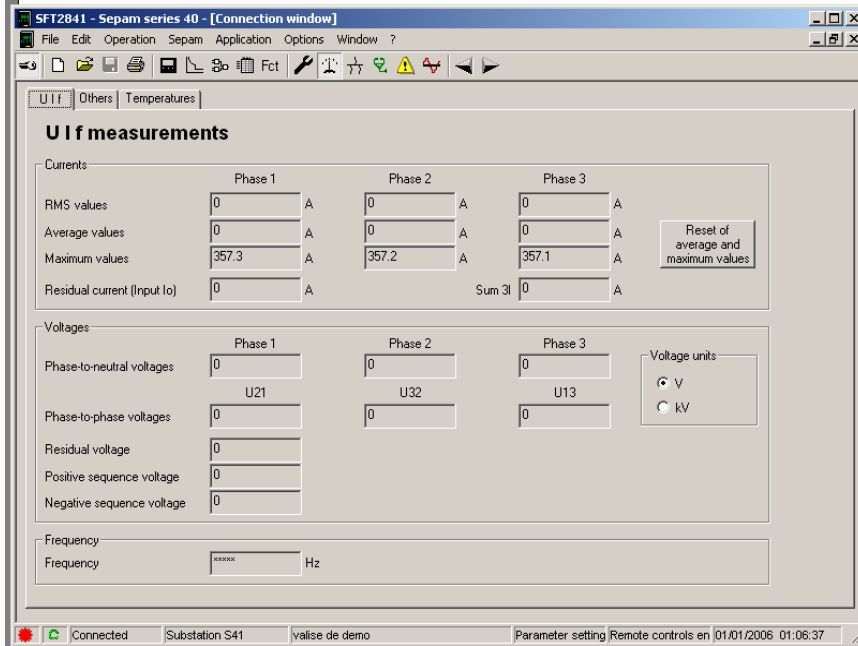 SFT2841 - Sepam series 40 - [Connection window]
File Edit Operation Sepam Application Options Window ?
Fct
U I f Others Temperatures
U I f measurements
Currents
Phase 1 Phase 2 Phase 3
RMS values 0 A 0 A 0 A
Average values 0 A 0 A 0 A
Maximum values 357.3 A 357.2 A 357.1 A
Reset of
average and
maximum values
Residual current (Input Io) 0 A Sum 3I 0 A
Voltages
Phase 1 Phase 2 Phase 3
Phase-to-neutral voltages 0 0 0
U21 U32 U13
Phase-to-phase voltages 0 0 0
Voltage units
V
kV
Residual voltage 0
Positive sequence voltage 0
Negative sequence voltage 0
Frequency
Frequency xxxxx Hz
Connected Substation S41 valise de demo Parameter setting Remote controls en 01/01/2006 01:06:37